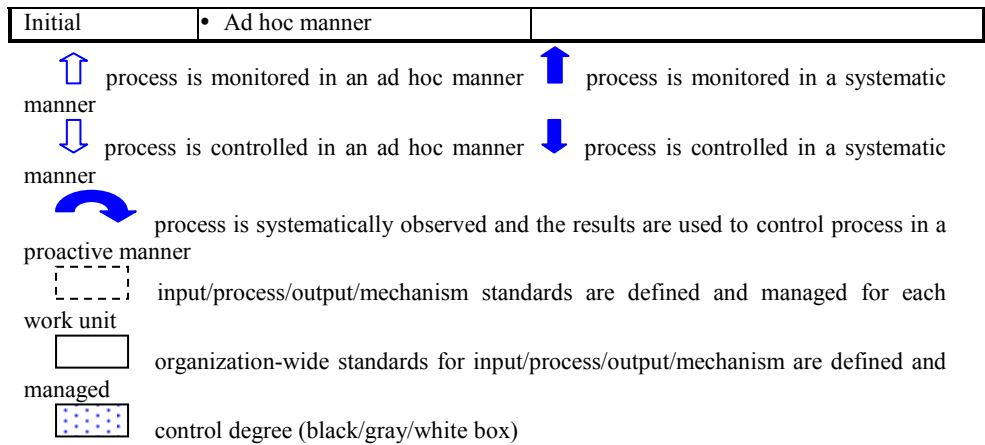 Initial • Ad hoc manner
process is monitored in an ad hoc manner process is monitored in a systematic
manner
process is controlled in an ad hoc manner process is controlled in a systematic
manner
process is systematically observed and the results are used to control process in a
proactive manner
input/process/output/mechanism standards are defined and managed for each
work unit
organization-wide standards for input/process/output/mechanism are defined and
managed
control degree (black/gray/white box)